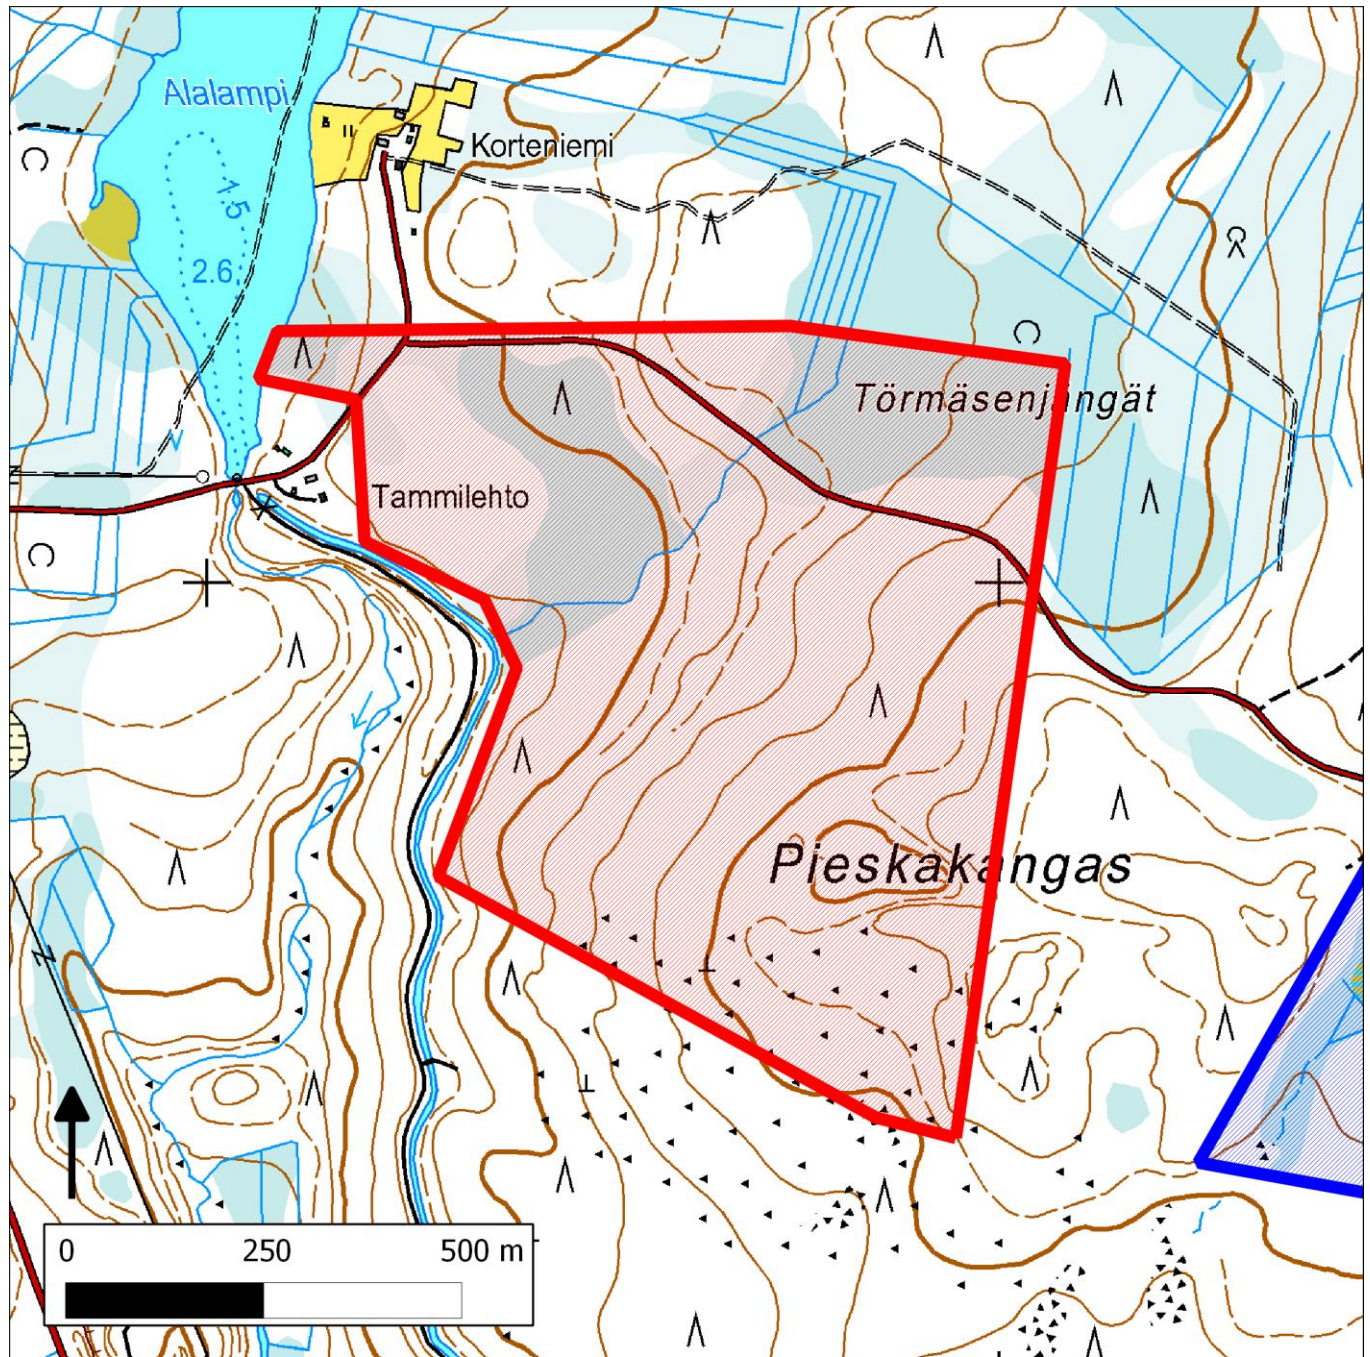 Alalampi
Korteniemi
1.5
2.6
Törmäsenjängät
Tammilehto
Pieskakangas
0 250 500 m